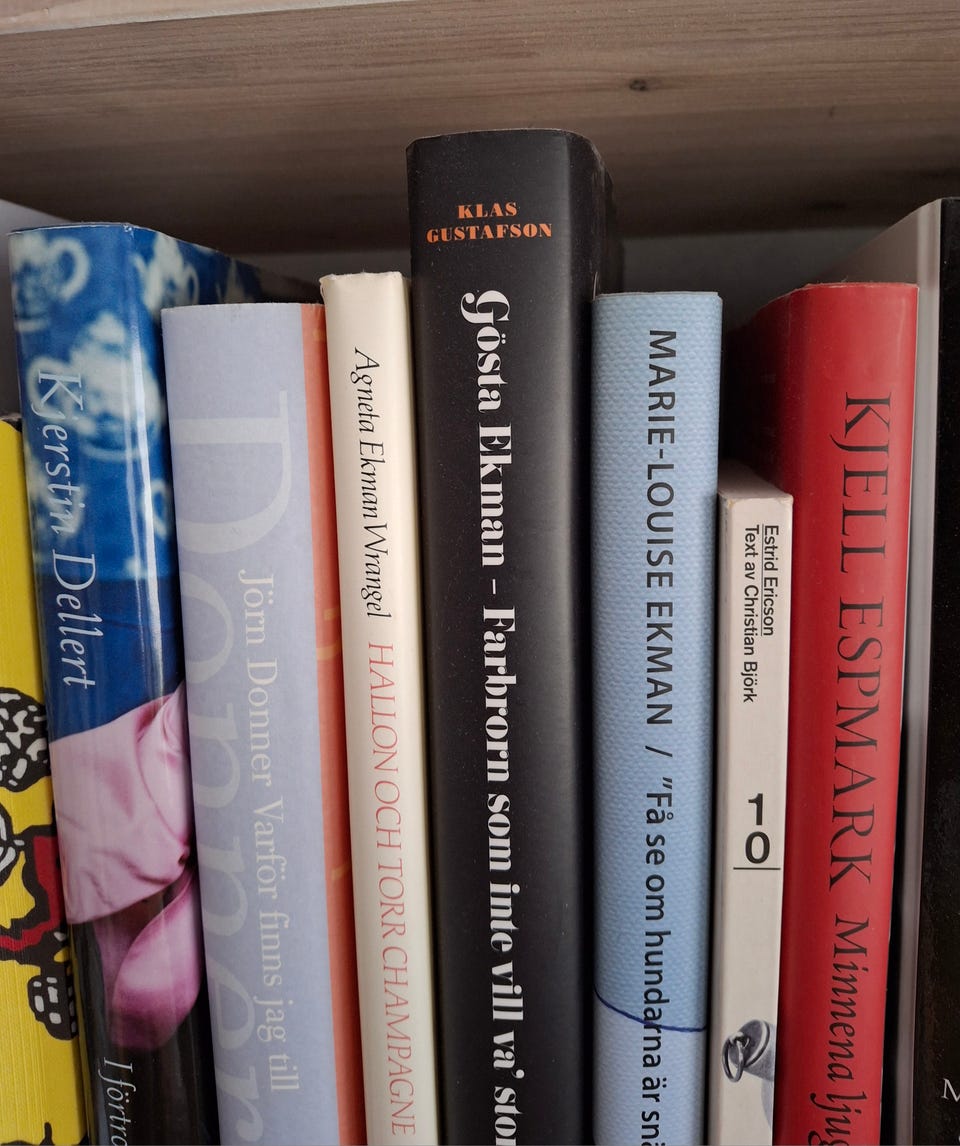 Kjerstin Dellert
I förtro
Donner
Jörn Donner Varför finns jag till
Agneta Ekman Wrangel HALLON OCH TORR CHAMPAGNE
KLAS
GUSTAFSON
Gösta Ekman – Farbrorn som inte vill va' stor
MARIE-LOUISE EKMAN / "Få se om hundarna är snä
Estrid Ericson
Text av Christian Björk
10
KJELL ESPMARK Minnena ljug
M